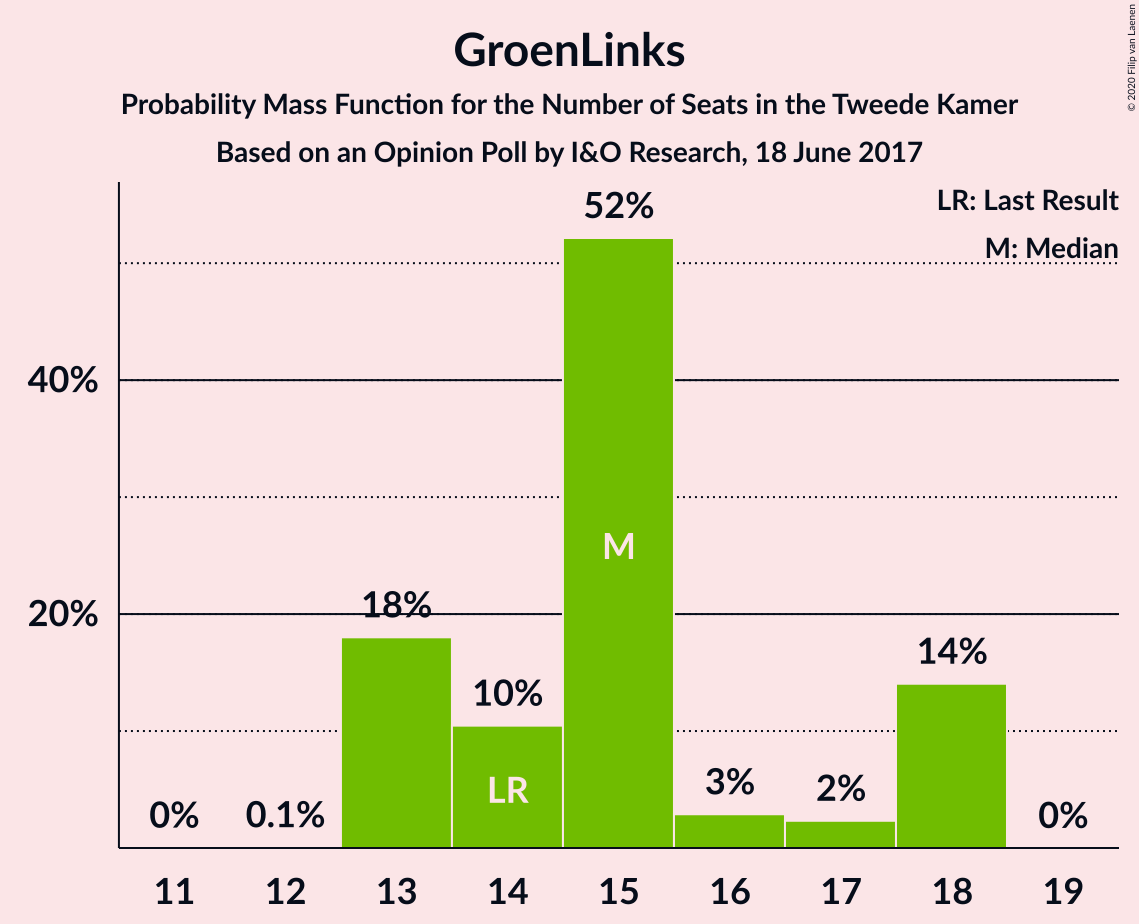 GroenLinks
Probability Mass Function for the Number of Seats in the Tweede Kamer
Based on an Opinion Poll by I&O Research, 18 June 2017
© 2020 Filip van Laenen
LR: Last Result
M: Median
52%
40%
M
20%
18%
14%
10%
LR
3%
2%
0%
0.1%
0%
11 12 13 14 15 16 17 18 19